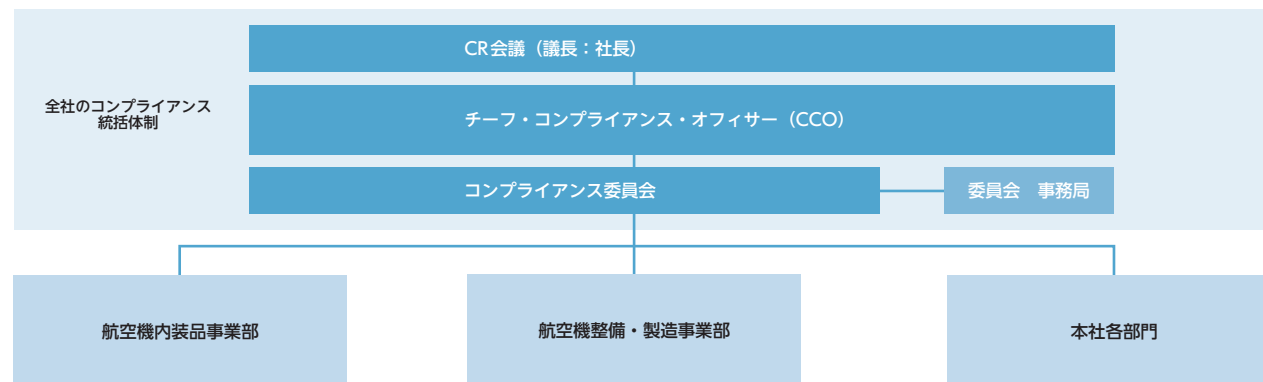 CR会議（議長：社長）
全社のコンプライアンス
統括体制
チーフ・コンプライアンス・オフィサー（CCO）
コンプライアンス委員会
委員会　事務局
航空機内装品事業部
航空機整備・製造事業部
本社各部門